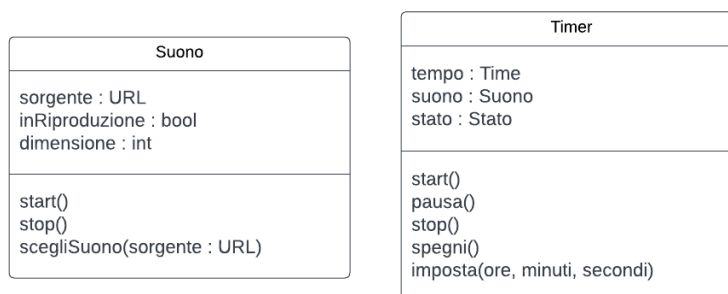 Suono
sorgente : URL
inRiproduzione : bool
dimensione : int
start()
stop()
scegliSuono(sorgente : URL)
Timer
tempo : Time
suono : Suono
stato : Stato
start()
pausa()
stop()
spegni()
imposta(ore, minuti, secondi)